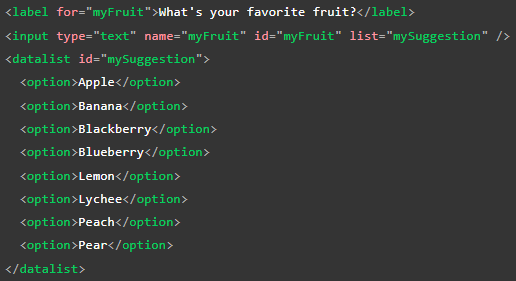 <label for="myFruit">What's your favorite fruit?</label>
<input type="text" name="myFruit" id="myFruit" list="mySuggestion" />
<datalist id="mySuggestion">
  <option>Apple</option>
  <option>Banana</option>
  <option>Blackberry</option>
  <option>Blueberry</option>
  <option>Lemon</option>
  <option>Lychee</option>
  <option>Peach</option>
  <option>Pear</option>
</datalist>